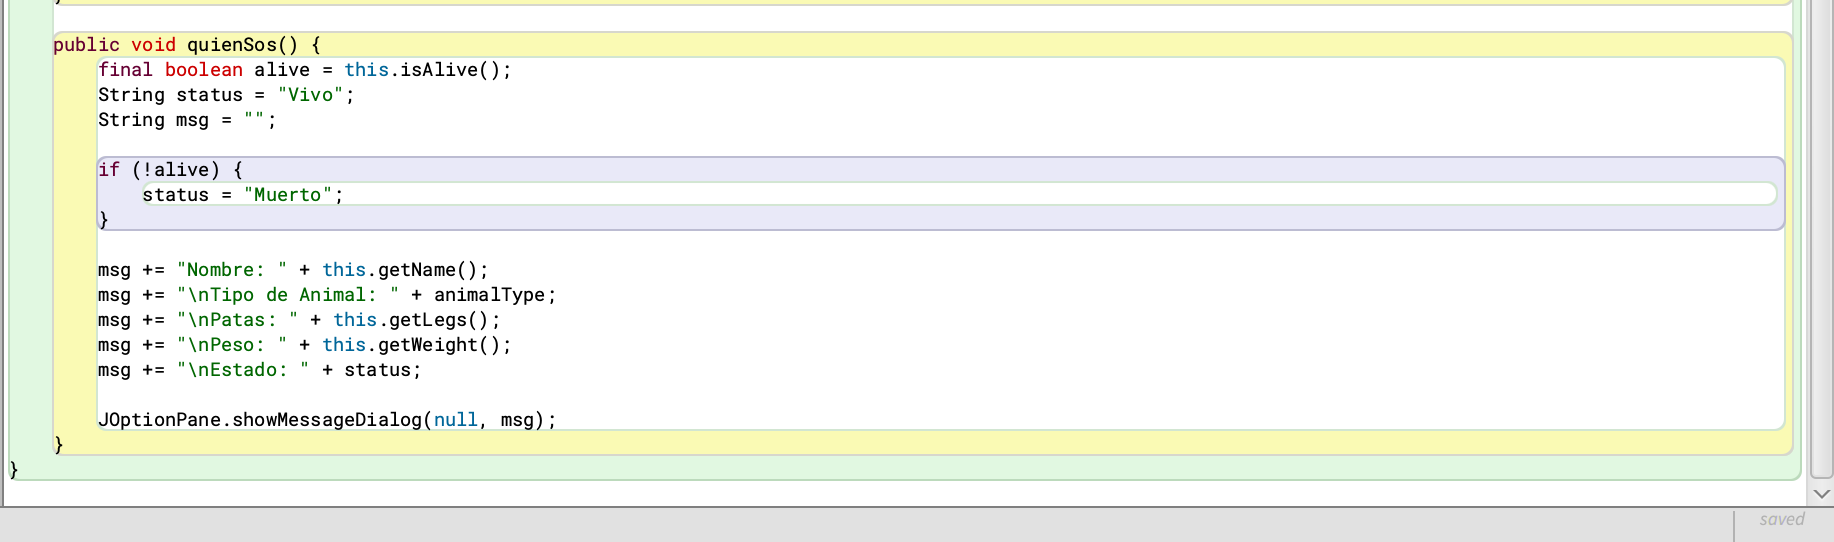 }
public void quienSos() {
final boolean alive = this.isAlive();
String status = "Vivo";
String msg = "";
if (!alive) {
status = "Muerto";
}
msg += "Nombre: " + this.getName();
msg += "\nTipo de Animal: " + animalType;
msg += "\nPatas: " + this.getLegs();
msg += "\nPeso: " + this.getWeight();
msg += "\nEstado: " + status;
JOptionPane.showMessageDialog(null, msg);
}
}
saved